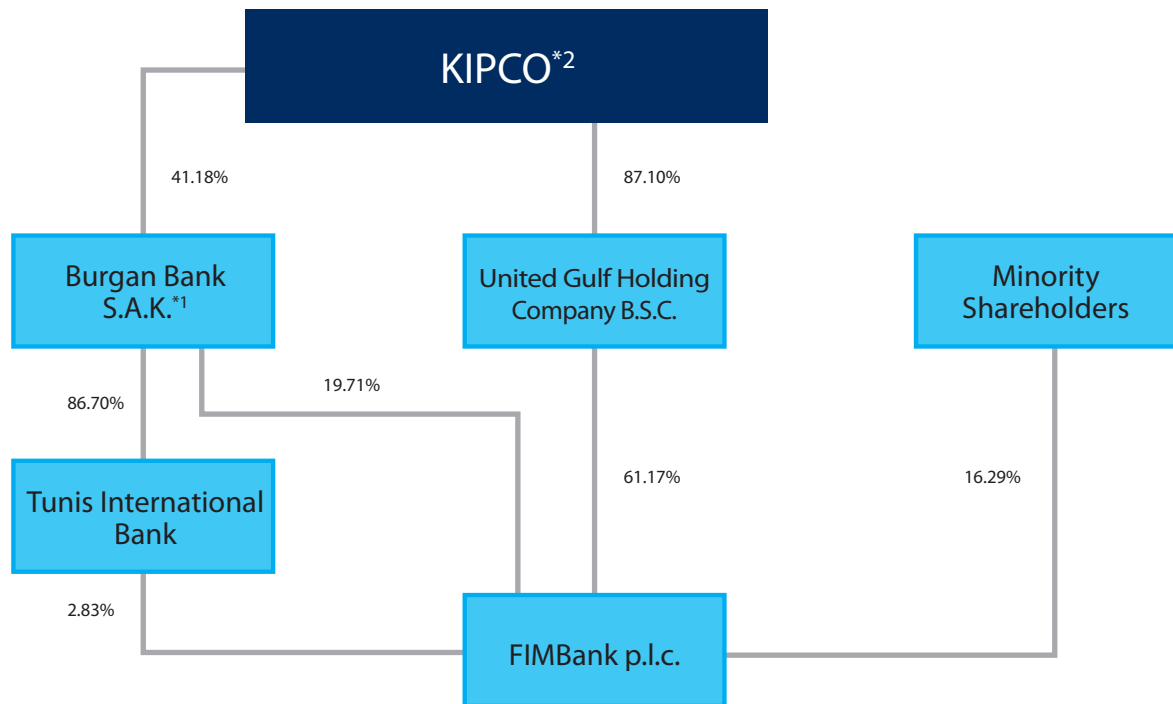 KIPCO*2
41.18%
87.10%
Burgan Bank
S.A.K.*1
United Gulf Holding
Company B.S.C.
Minority
Shareholders
19.71%
86.70%
61.17%
16.29%
Tunis International
Bank
2.83%
FIMBank p.l.c.